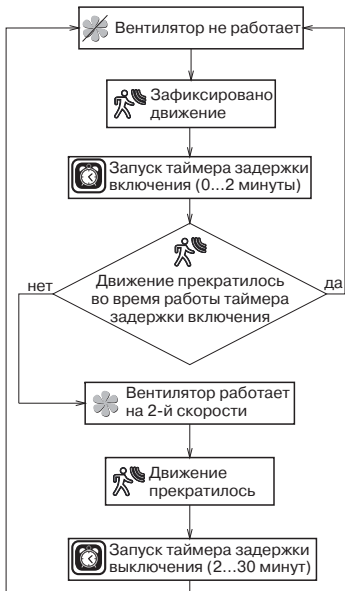 Вентилятор не работает
Зафиксировано
движение
Запуск таймера задержки
включения (0...2 минуты)
нет
да
Движение прекратилось
во время работы таймера
задержки включения
Вентилятор работает
на 2-й скорости
Движение
прекратилось
Запуск таймера задержки
выключения (2...30 минут)